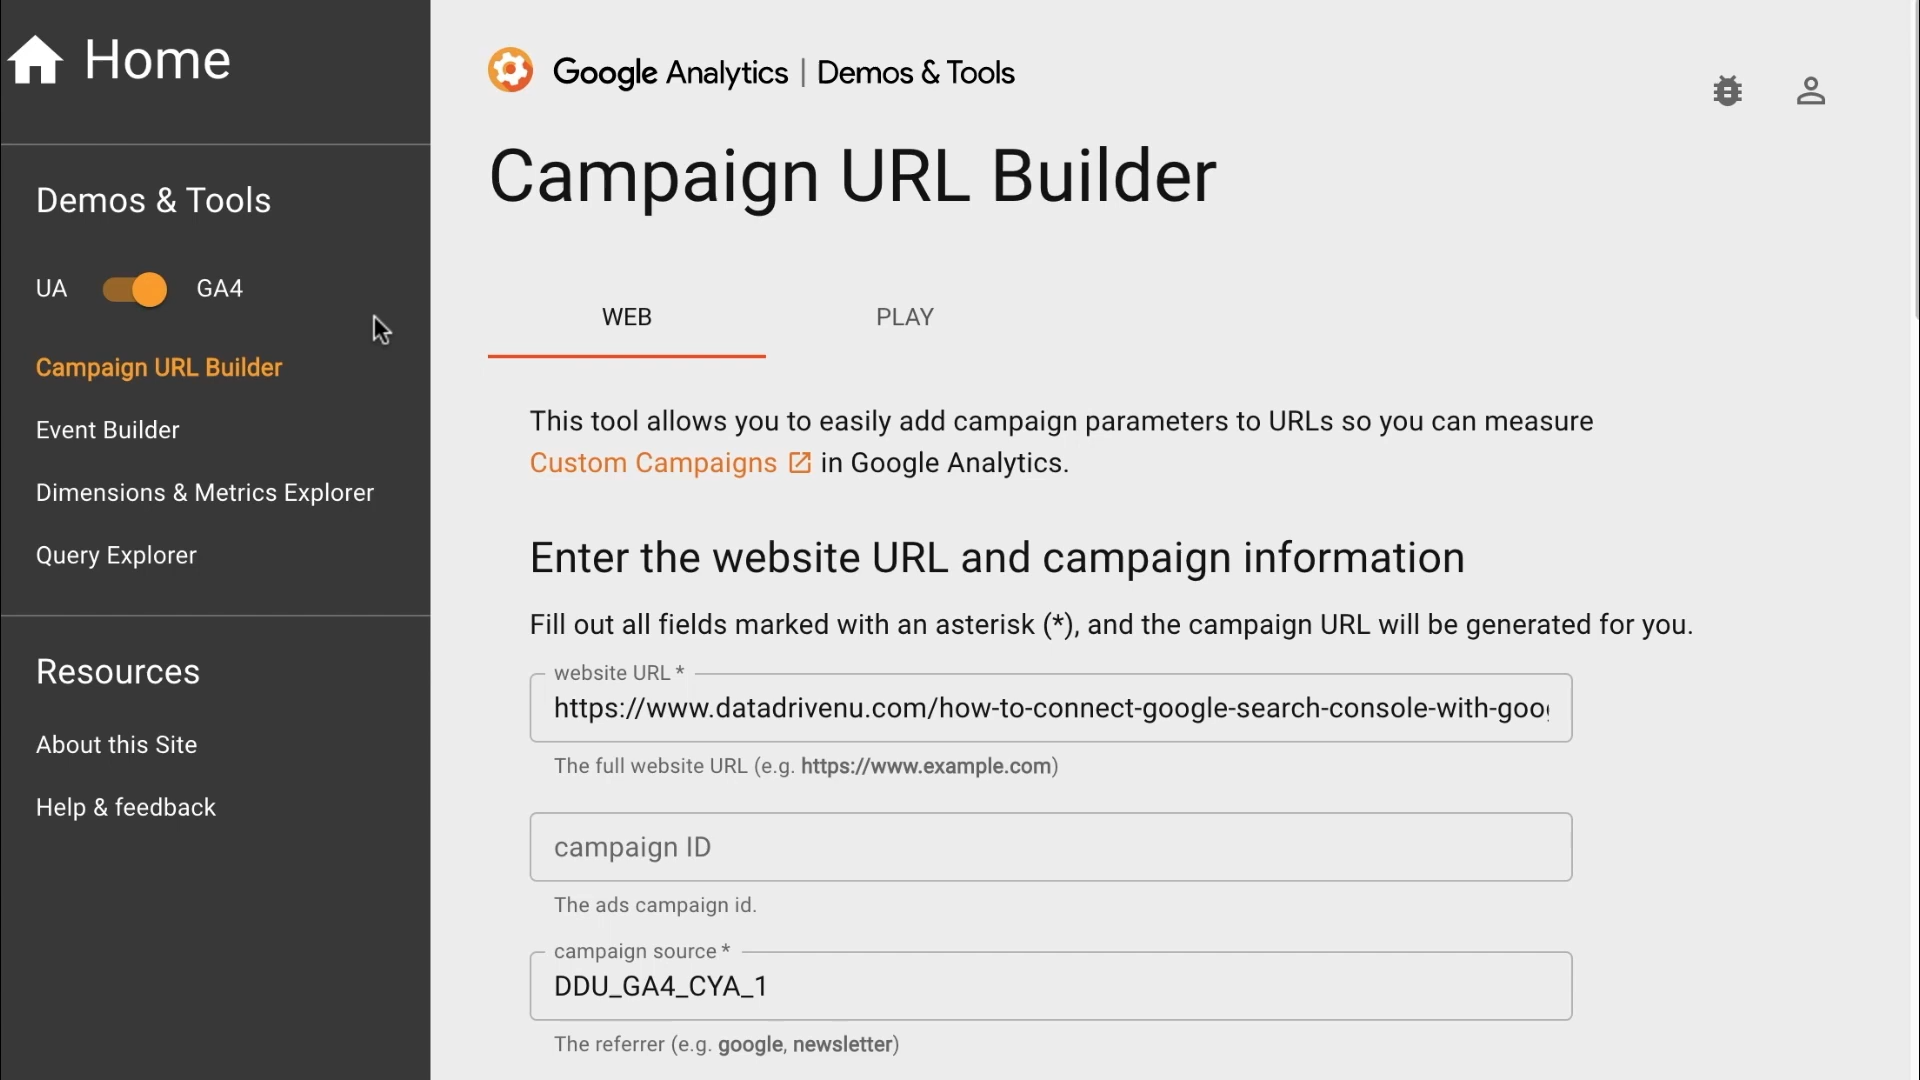 Home
Demos & Tools
UA GA4
Campaign URL Builder
Event Builder
Dimensions & Metrics Explorer
Query Explorer
Resources
About this Site
Help & feedback
Google Analytics | Demos & Tools
Campaign URL Builder
WEB PLAY
This tool allows you to easily add campaign parameters to URLs so you can measure
Custom Campaigns in Google Analytics.
Enter the website URL and campaign information
Fill out all fields marked with an asterisk (*), and the campaign URL will be generated for you.
website URL *
https://www.datadrivenu.com/how-to-connect-google-search-console-with-goog
The full website URL (e.g. https://www.example.com)
campaign ID
The ads campaign id.
campaign source *
DDU_GA4_CYA_1
The referrer (e.g. google, newsletter)